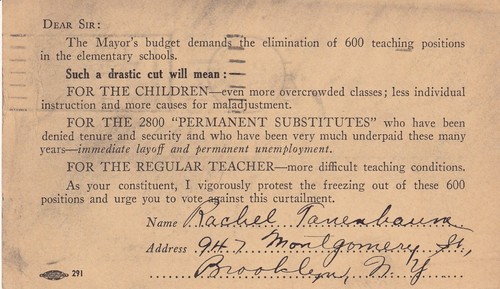 DEAR SIR:
The Mayor's budget demands the elimination of 600 teaching positions
in the elementary schools.
Such a drastic cut will mean:
FOR THE CHILDREN—even more overcrowded classes; less individual
instruction and more causes for maladjustment.
FOR THE 2800 "PERMANENT SUBSTITUTES" who have been
denied tenure and security and who have been very much underpaid these many
years—immediate layoff and permanent unemployment.
FOR THE REGULAR TEACHER—more difficult teaching conditions.
As your constituent, I vigorously protest the freezing out of these 600
positions and urge you to vote against this curtailment.
Name Rachel Tanenbaum
Address 947 Montgomery St,
Brooklyn, N.Y
291